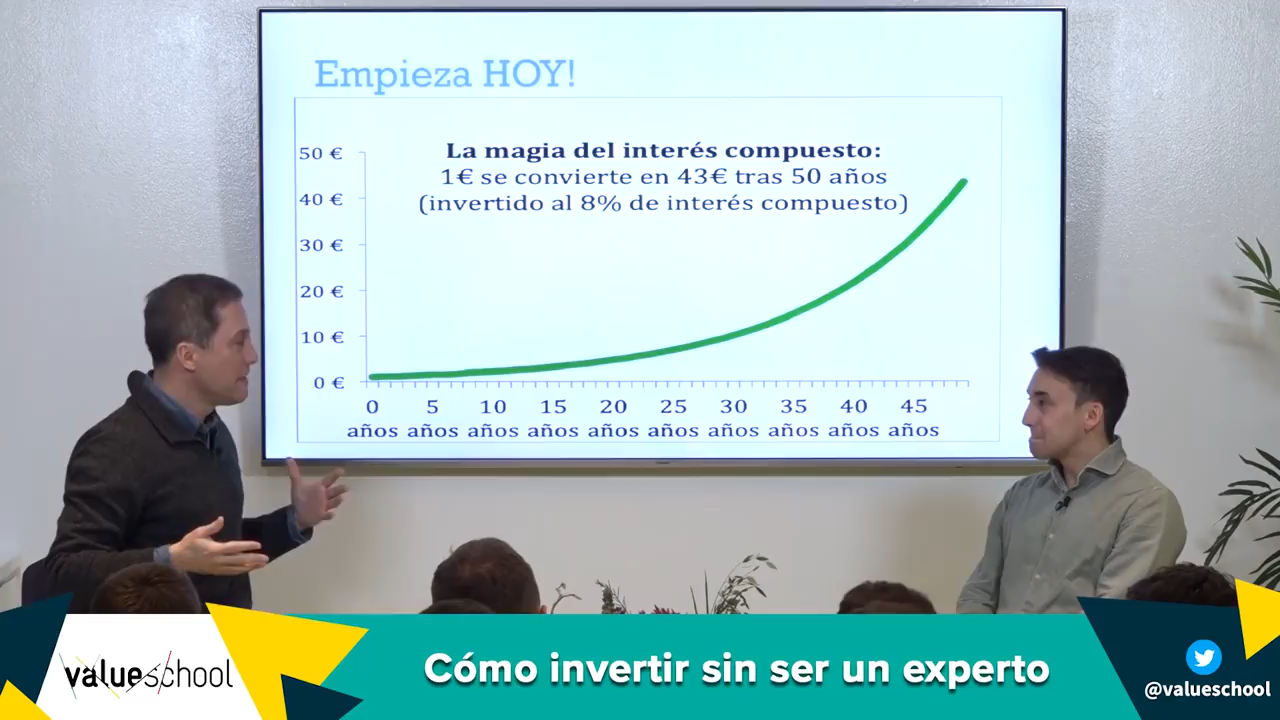 Empieza HOY!
La magia del interés compuesto:
1€ se convierte en 43€ tras 50 años
(invertido al 8% de interés compuesto)
50 €
40 €
30 €
20 €
10 €
0 €
0 5 10 15 20 25 30 35 40 45
años años años años años años años años años años
valueschool
Cómo invertir sin ser un experto
@valueschool